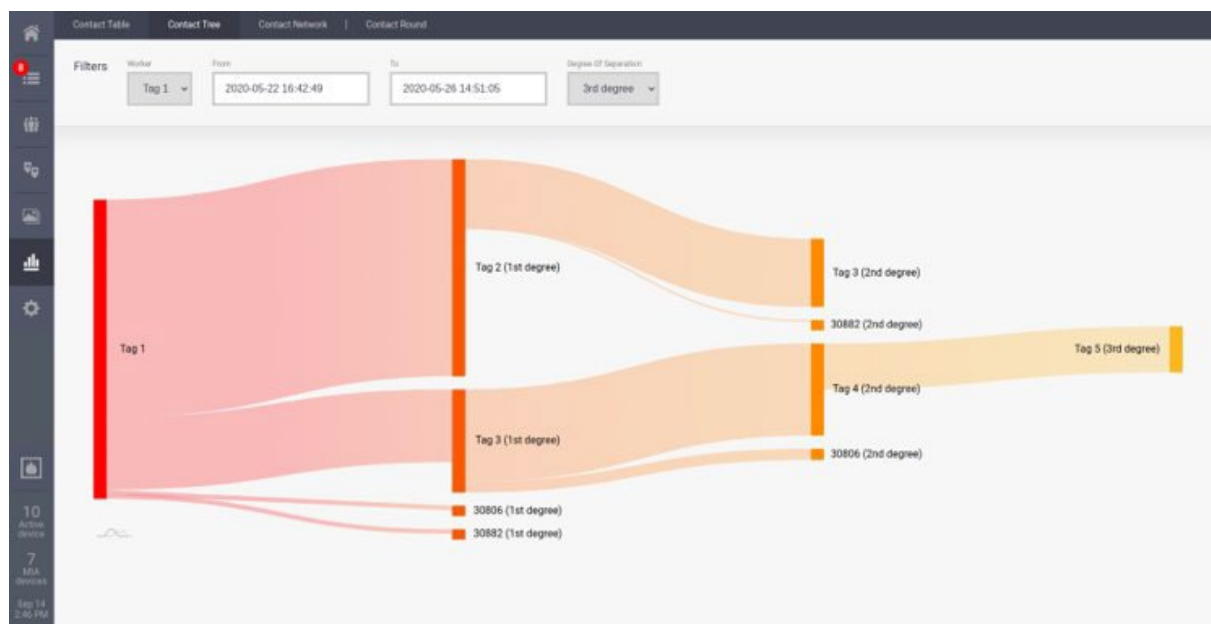 Contact Table Contact Tree Contact Network | Contact Round
8
Filters
Worker From To Degree Of Separation
Tag 1 2020-05-22 16:42:49 2020-05-26 14:51:05 3rd degree
Tag 2 (1st degree)
Tag 3 (2nd degree)
30882 (2nd degree)
Tag 1
Tag 5 (3rd degree)
Tag 4 (2nd degree)
Tag 3 (1st degree)
30806 (2nd degree)
30806 (1st degree)
30882 (1st degree)
10
Active
device
7
MIA
devices
Sep 14
2:46 PM